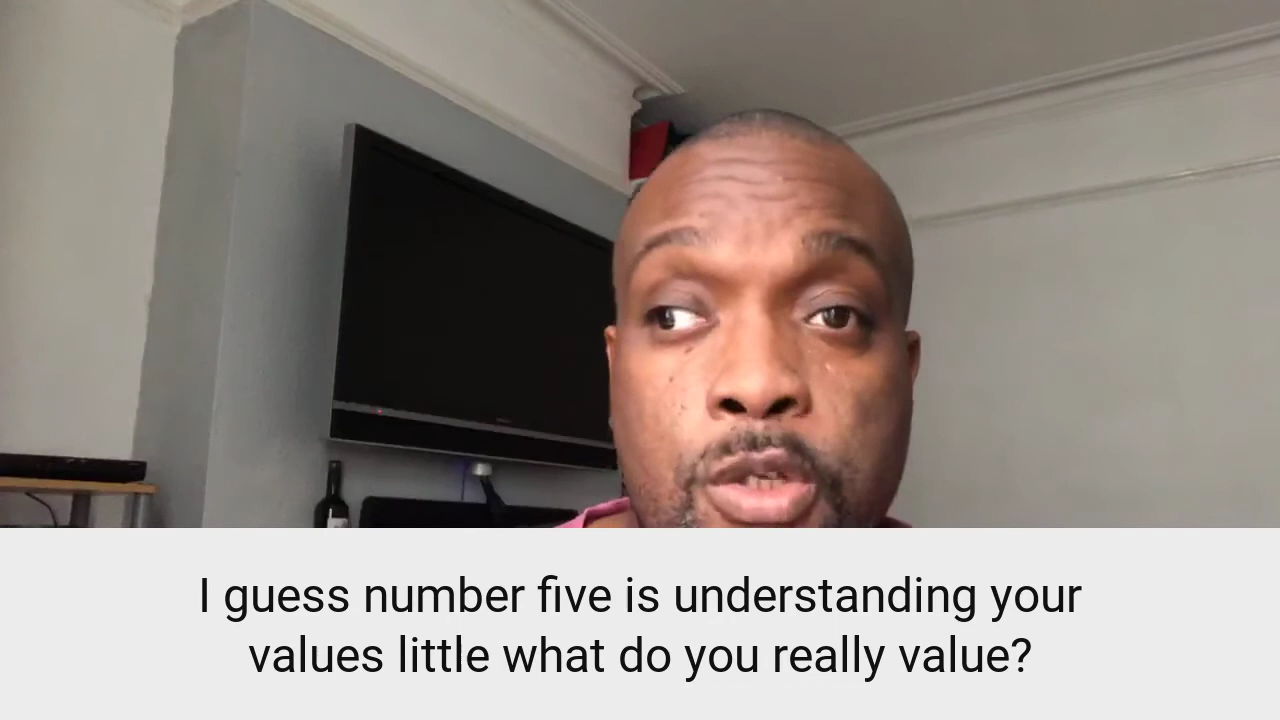 I guess number five is understanding your
values little what do you really value?